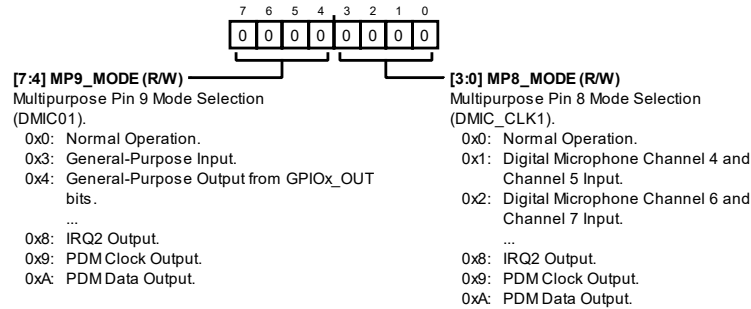 7 6 5 4 3 2 1 0
0 0 0 0 0 0 0 0
[7:4] MP9_MODE (R/W)
Multipurpose Pin 9 Mode Selection
(DMIC01).
0x0: Normal Operation.
0x3: General-Purpose Input.
0x4: General-Purpose Output from GPIOx_OUT
bits.
...
0x8: IRQ2 Output.
0x9: PDM Clock Output.
0xA: PDM Data Output.
[3:0] MP8_MODE (R/W)
Multipurpose Pin 8 Mode Selection
(DMIC_CLK1).
0x0: Normal Operation.
0x1: Digital Microphone Channel 4 and
Channel 5 Input.
0x2: Digital Microphone Channel 6 and
Channel 7 Input.
...
0x8: IRQ2 Output.
0x9: PDM Clock Output.
0xA: PDM Data Output.